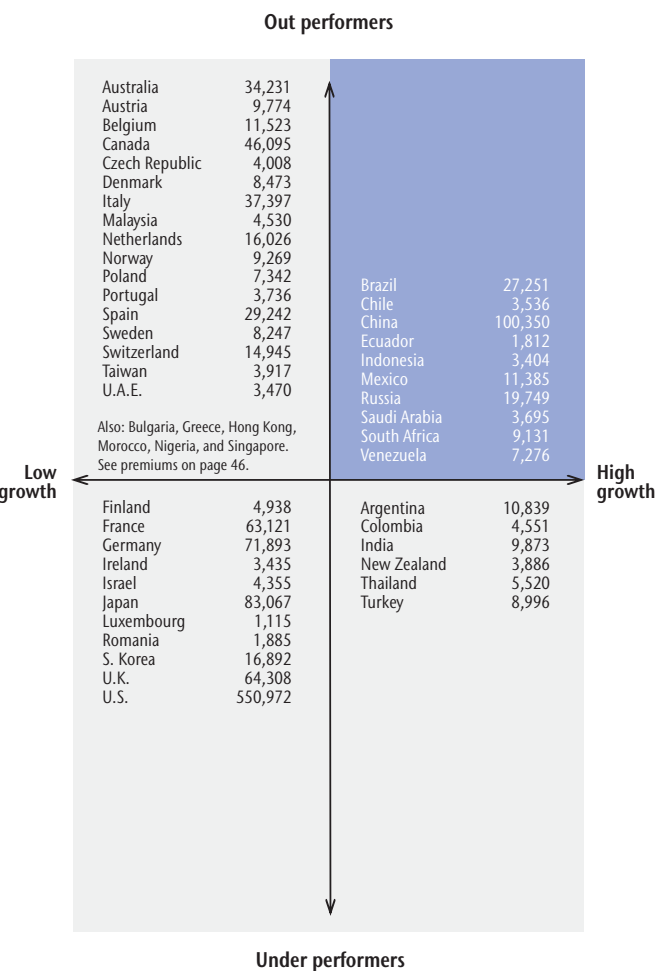 Out performers
Australia 34,231
Austria 9,774
Belgium 11,523
Canada 46,095
Czech Republic 4,008
Denmark 8,473
Italy 37,397
Malaysia 4,530
Netherlands 16,026
Norway 9,269
Poland 7,342
Portugal 3,736
Spain 29,242
Sweden 8,247
Switzerland 14,945
Taiwan 3,917
U.A.E. 3,470
Also: Bulgaria, Greece, Hong Kong,
Morocco, Nigeria, and Singapore.
See premiums on page 46.
Brazil 27,251
Chile 3,536
China 100,350
Ecuador 1,812
Indonesia 3,404
Mexico 11,385
Russia 19,749
Saudi Arabia 3,695
South Africa 9,131
Venezuela 7,276
Low
growth
High
growth
Finland 4,938
France 63,121
Germany 71,893
Ireland 3,435
Israel 4,355
Japan 83,067
Luxembourg 1,115
Romania 1,885
S. Korea 16,892
U.K. 64,308
U.S. 550,972
Argentina 10,839
Colombia 4,551
India 9,873
New Zealand 3,886
Thailand 5,520
Turkey 8,996
Under performers